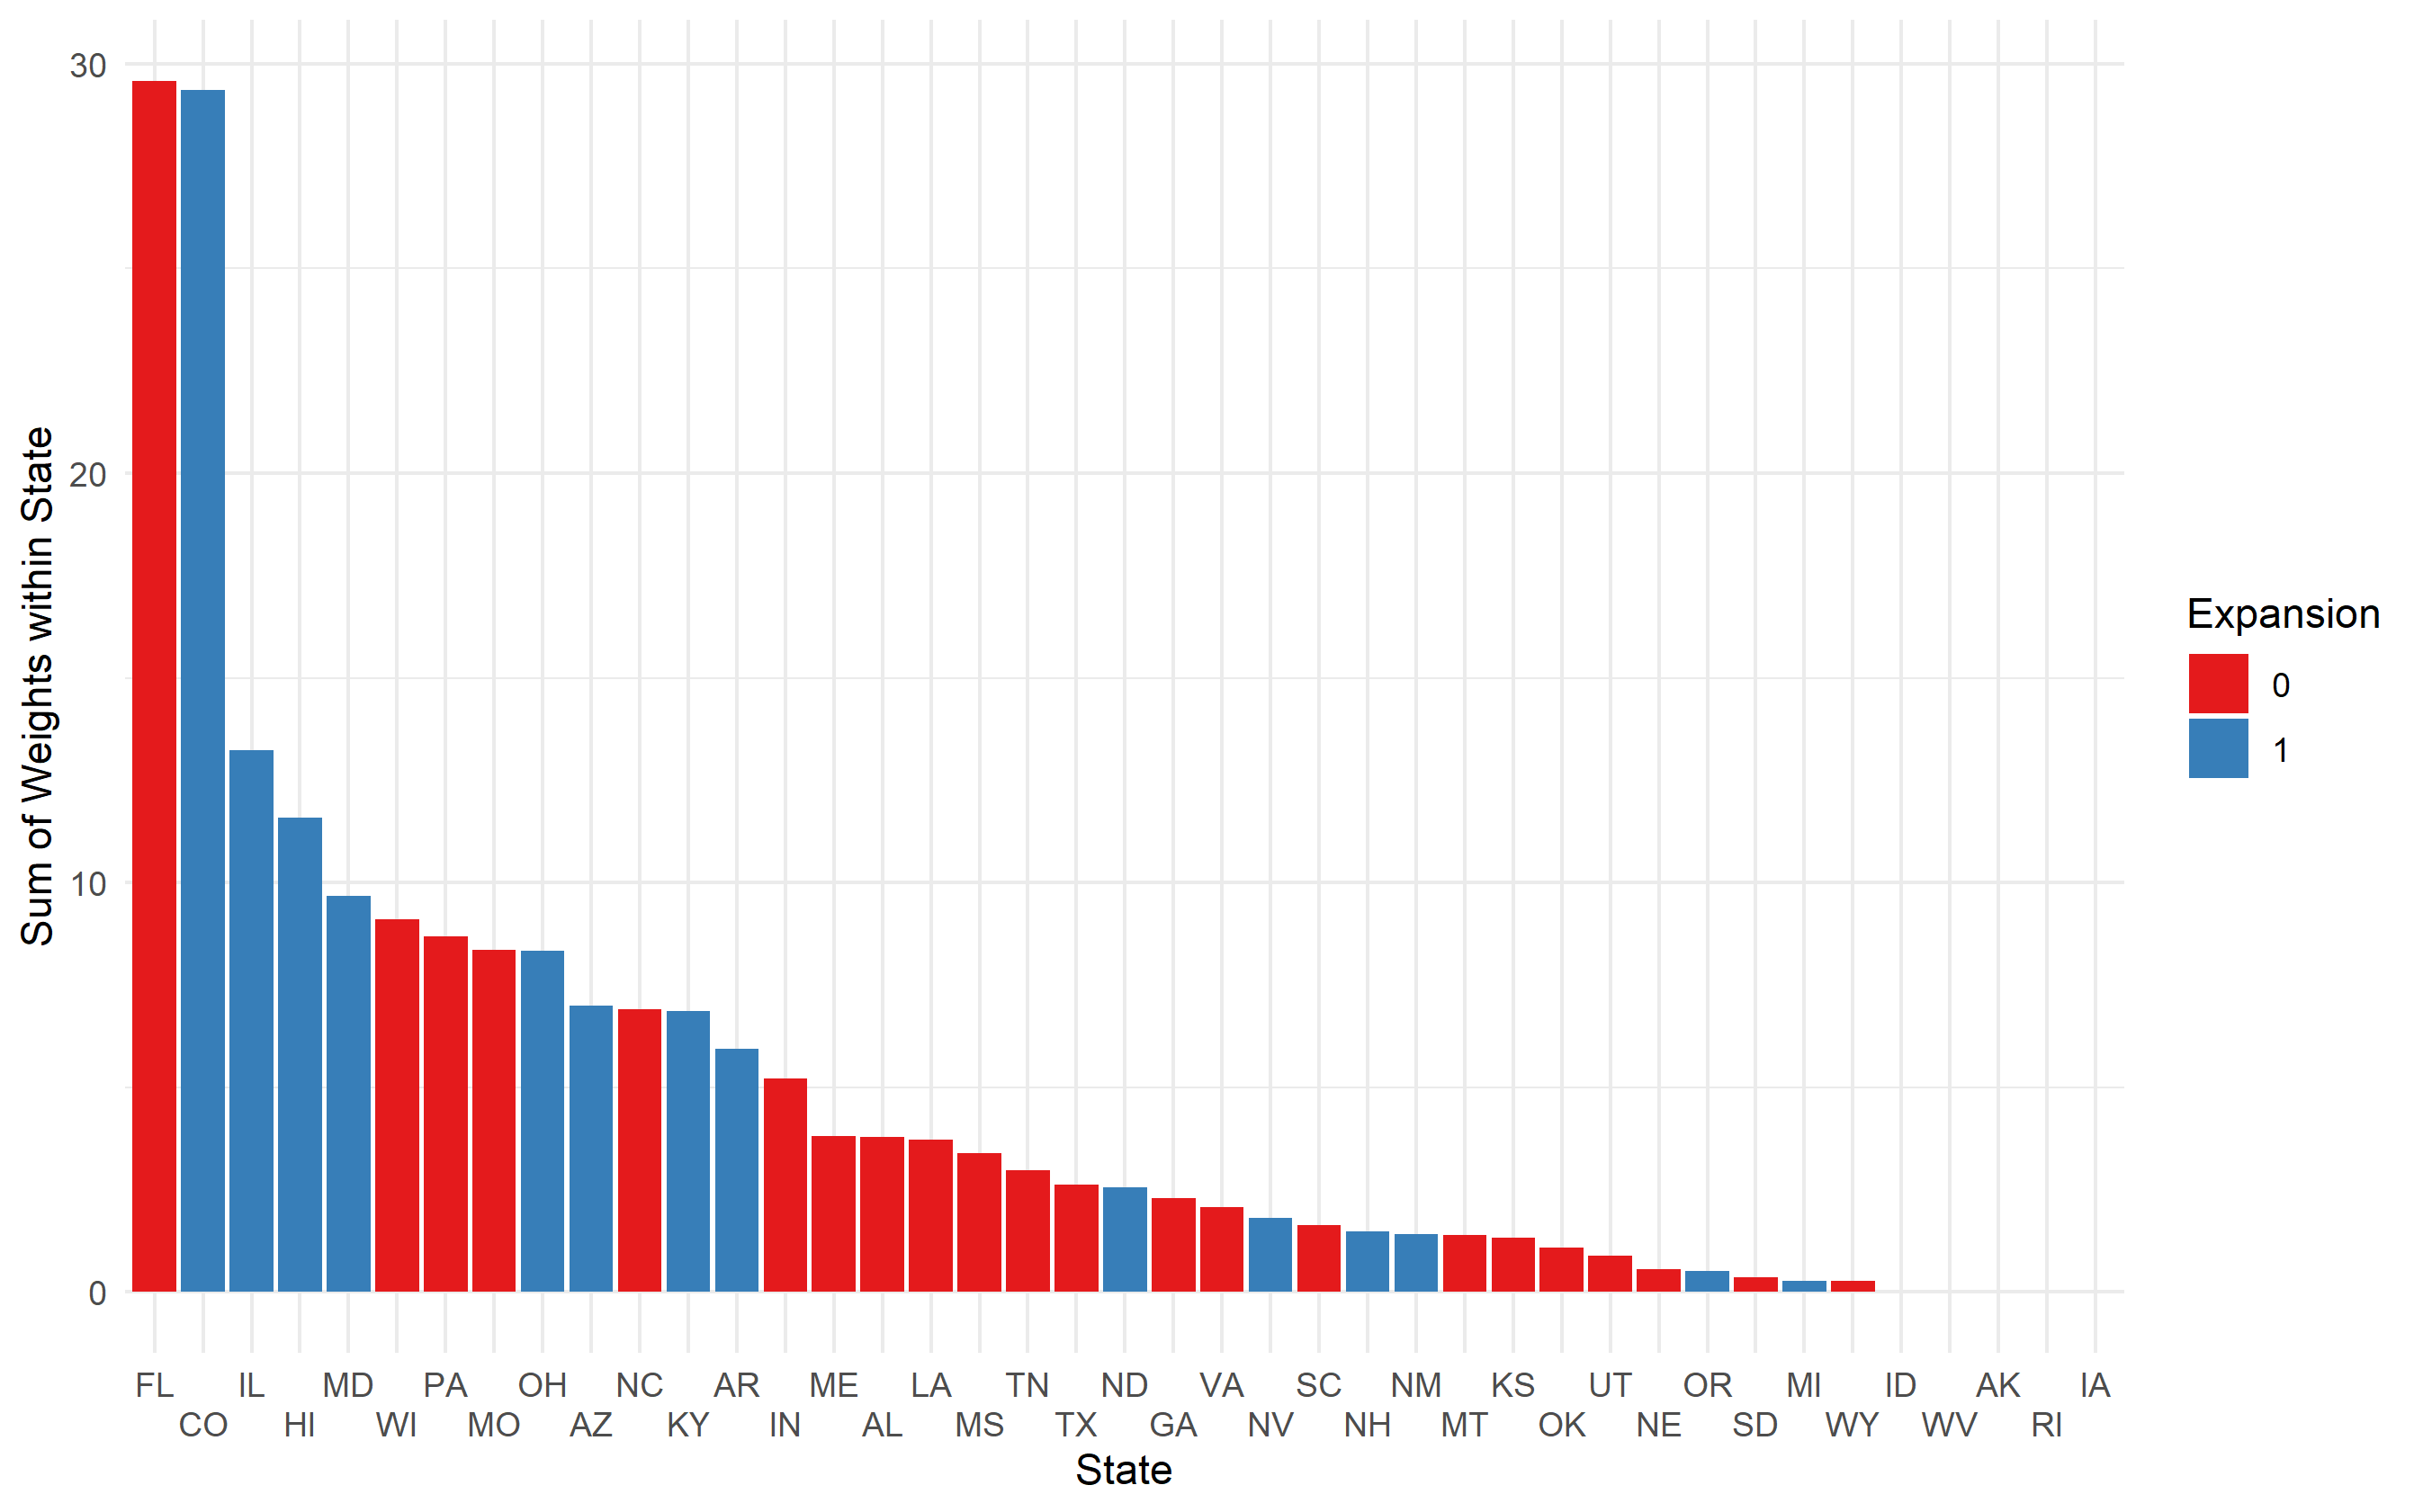 30
20
10
0
Sum of Weights within State
FL IL MD PA OH NC AR ME LA TN ND VA SC NM KS UT OR MI ID AK IA
CO HI WI MO AZ KY IN AL MS TX GA NV NH MT OK NE SD WY WV RI
State
Expansion
0
1